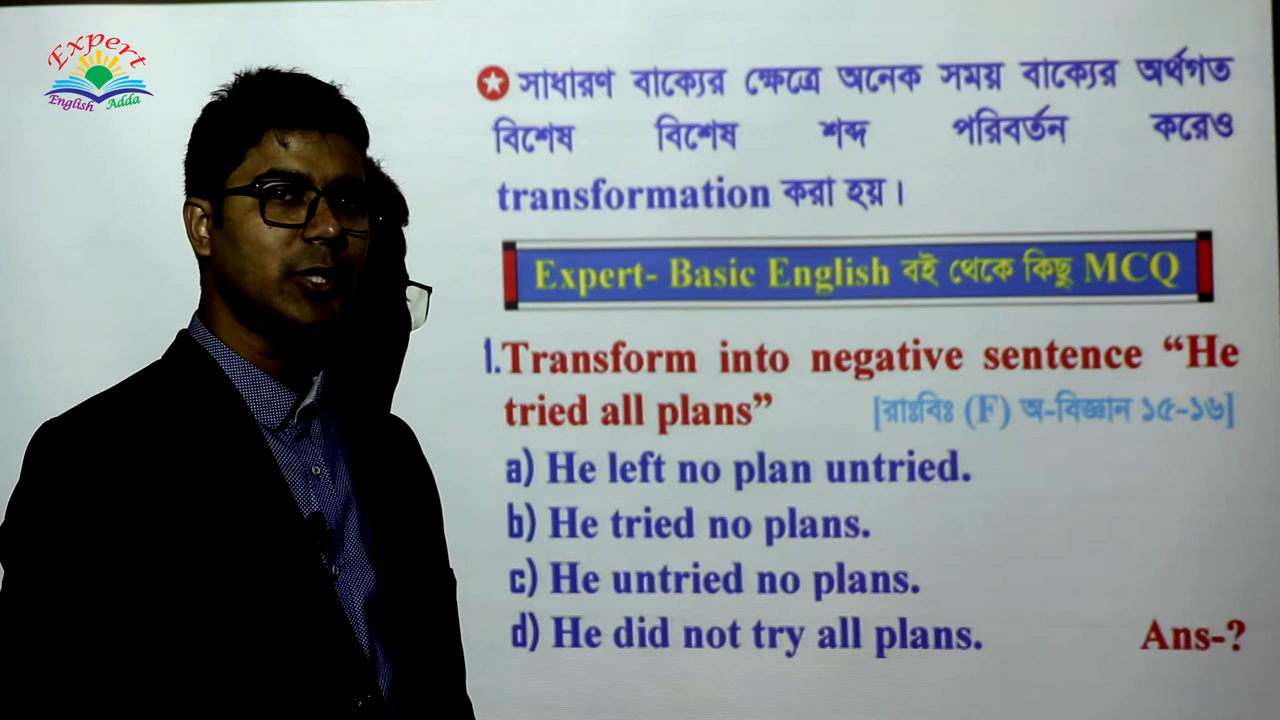 Expert
English Adda
সাধারণ বাক্যের ক্ষেত্রে অনেক সময় বাক্যের অর্থগত
বিশেষ বিশেষ শব্দ পরিবর্তন করেও
transformation করা হয়।
Expert- Basic English বই থেকে কিছু MCQ
1.Transform into negative sentence “He
tried all plans” [রাঃবিঃ (F) অ-বিজ্ঞান ১৫-১৬]
a) He left no plan untried.
b) He tried no plans.
c) He untried no plans.
d) He did not try all plans. Ans-?